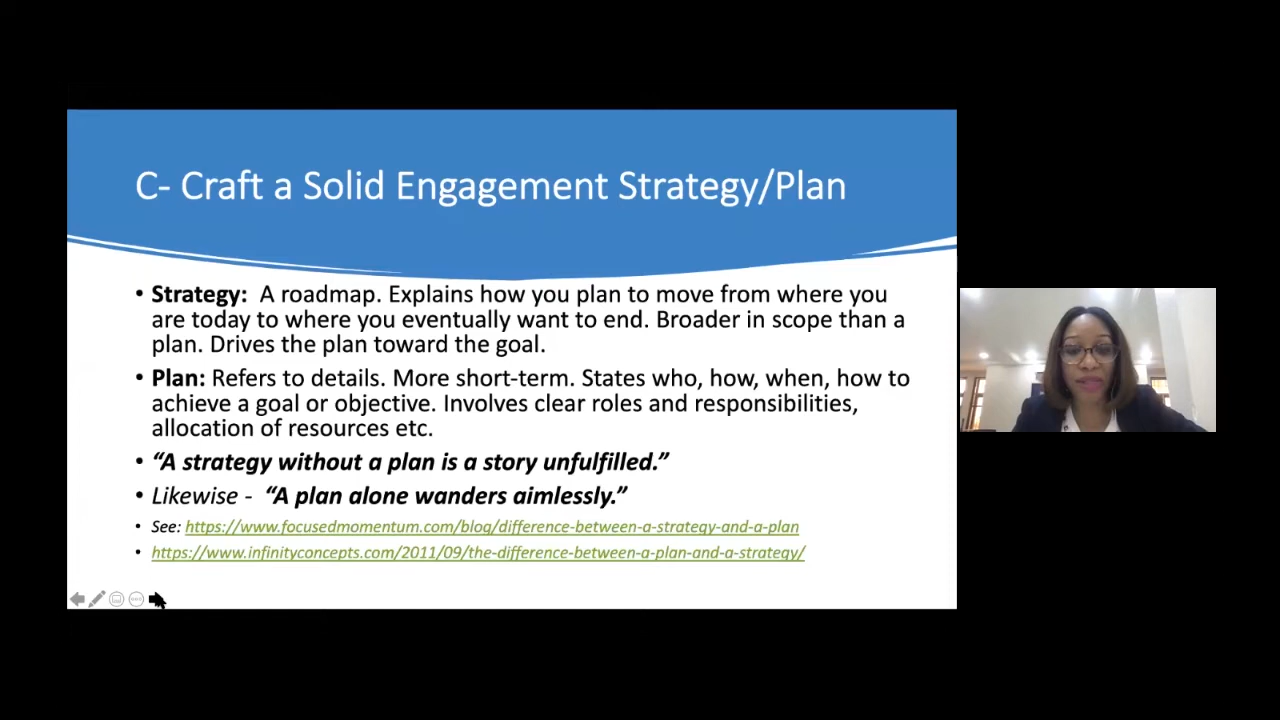 C- Craft a Solid Engagement Strategy/Plan
• Strategy:  A roadmap. Explains how you plan to move from where you
are today to where you eventually want to end. Broader in scope than a
plan. Drives the plan toward the goal.
• Plan: Refers to details. More short-term. States who, how, when, how to
achieve a goal or objective. Involves clear roles and responsibilities,
allocation of resources etc.
• “A strategy without a plan is a story unfulfilled.”
• Likewise -  “A plan alone wanders aimlessly.”
• See: https://www.focusedmomentum.com/blog/difference-between-a-strategy-and-a-plan
• https://www.infinityconcepts.com/2011/09/the-difference-between-a-plan-and-a-strategy/